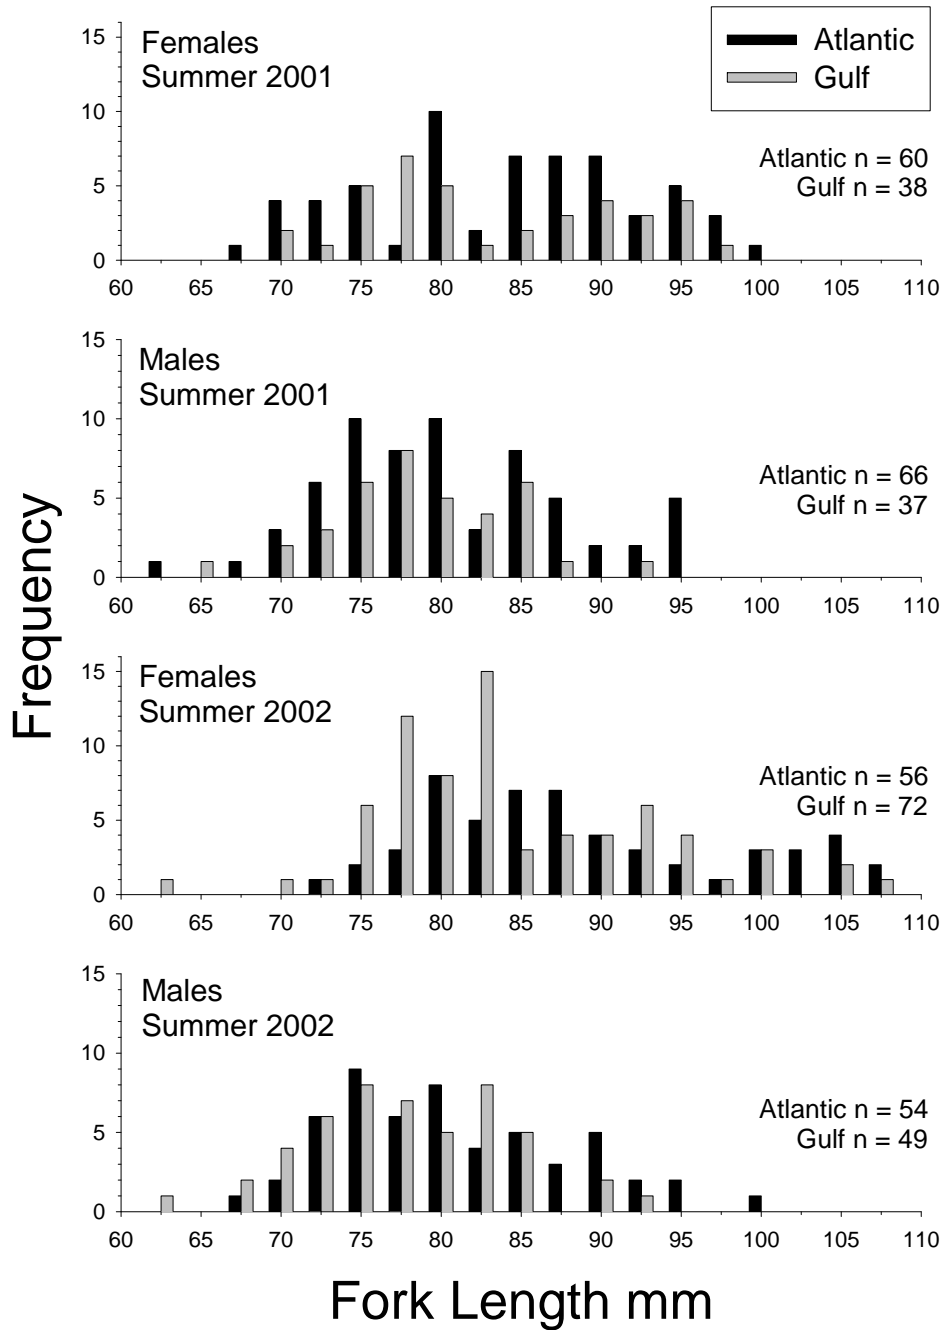 Frequency
Females
Summer 2001
Atlantic
Gulf
Atlantic n = 60
Gulf n = 38
15
10
5
0
60 65 70 75 80 85 90 95 100 105 110
Males
Summer 2001
Atlantic n = 66
Gulf n = 37
15
10
5
0
60 65 70 75 80 85 90 95 100 105 110
Females
Summer 2002
Atlantic n = 56
Gulf n = 72
15
10
5
0
60 65 70 75 80 85 90 95 100 105 110
Males
Summer 2002
Atlantic n = 54
Gulf n = 49
15
10
5
0
60 65 70 75 80 85 90 95 100 105 110
Fork Length mm